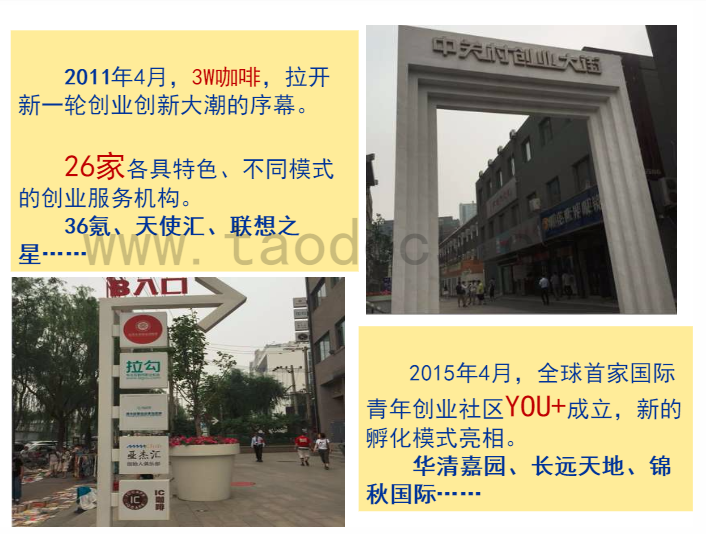 2011年4月，3W咖啡，拉开
新一轮创业创新大潮的序幕。
26家各具特色、不同模式
的创业服务机构。
36氪、天使汇、联想之
星……
中关村创业大街
B入口
拉勾
亚杰汇
IC
咖啡
2015年4月，全球首家国际
青年创业社区YOU+成立，新的
孵化模式亮相。
华清嘉园、长远天地、锦
秋国际……